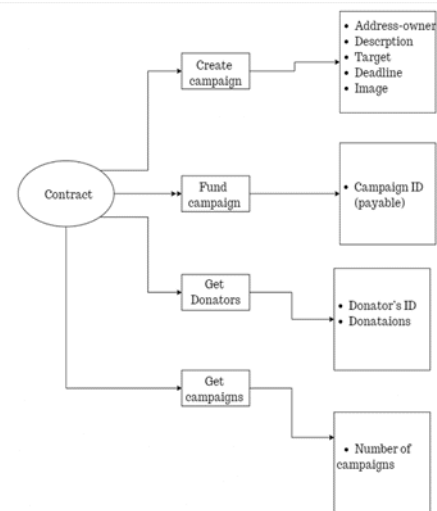 Contract
Create
campaign
• Address-owner
• Descrption
• Target
• Deadline
• Image
Fund
campaign
• Campaign ID
(payable)
Get
Donators
• Donator's ID
• Donataions
Get
campaigns
• Number of
campaigns